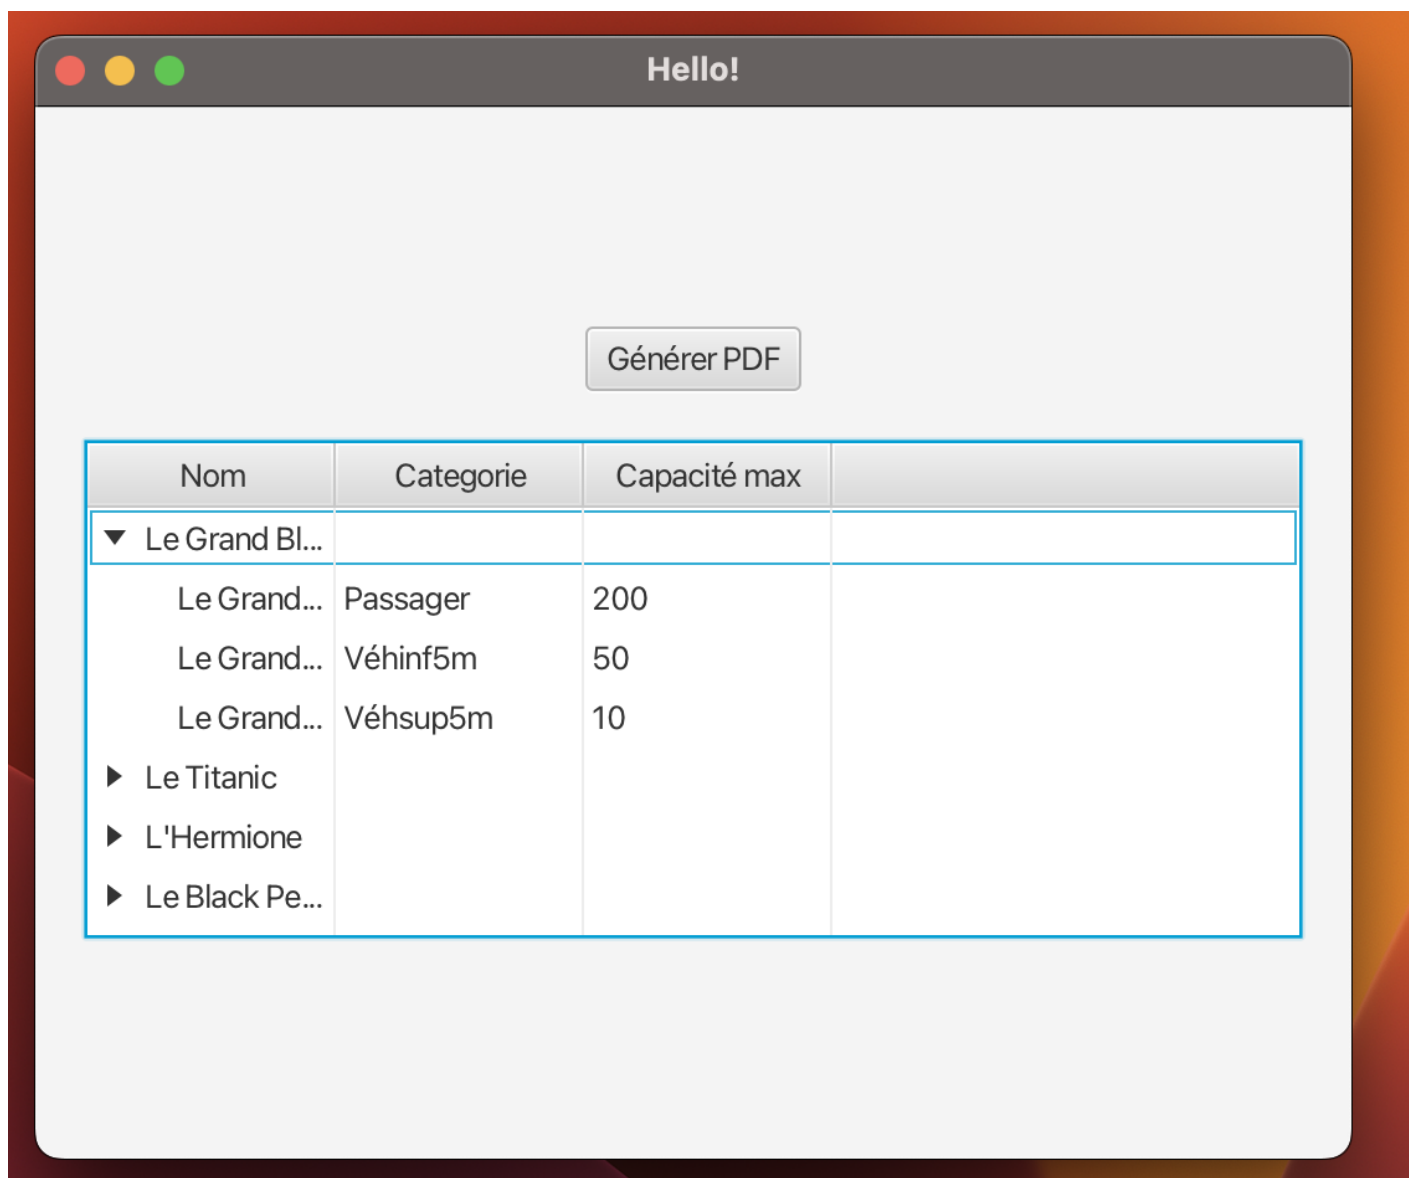 Hello!
Générer PDF
Nom Categorie Capacité max
Le Grand Bl...
Le Grand... Passager 200
Le Grand... Véhinf5m 50
Le Grand... Véhsup5m 10
Le Titanic
L'Hermione
Le Black Pe...